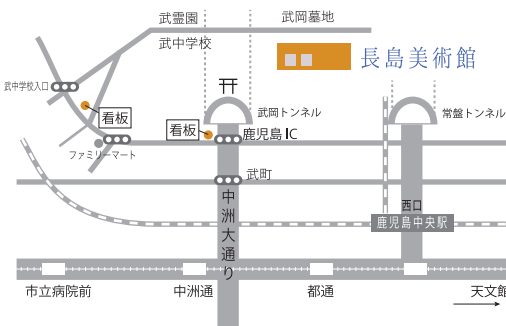 武霊園
武岡墓地
武中学校
長島美術館
武中学校入口
看板
武岡トンネル
常盤トンネル
看板
鹿児島IC
ファミリーマート
武町
中洲大通り
西口
鹿児島中央駅
市立病院前
中洲通
都通
天文館